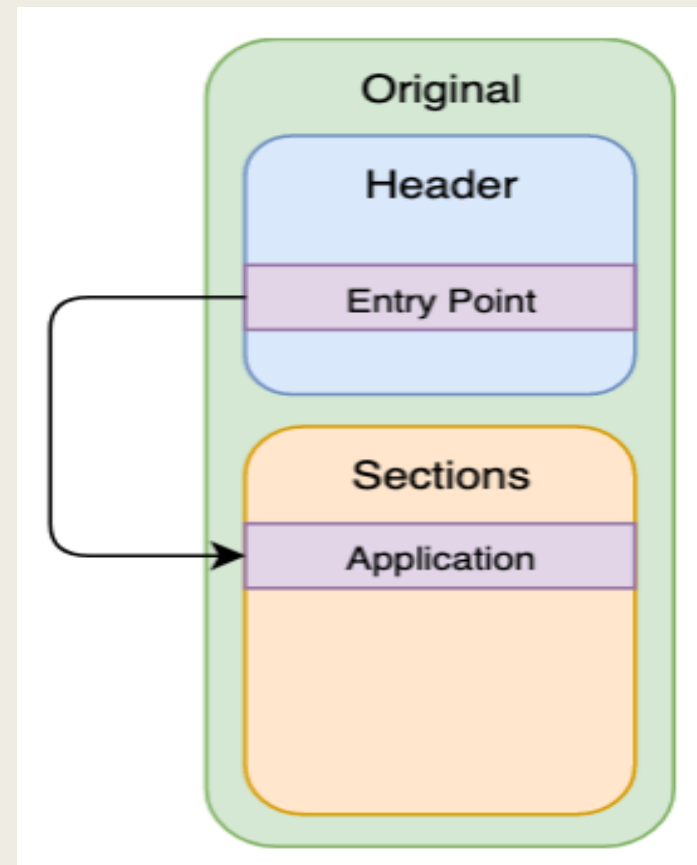 Original
Header
Entry Point
Sections
Application